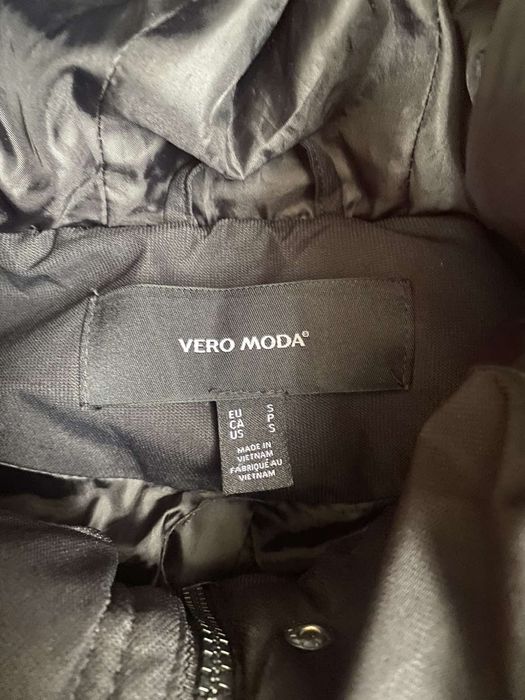 VERO MODA®
EU S
CA P
US S
MADE IN
VIETNAM
FABRIQUÉ AU
VIETNAM